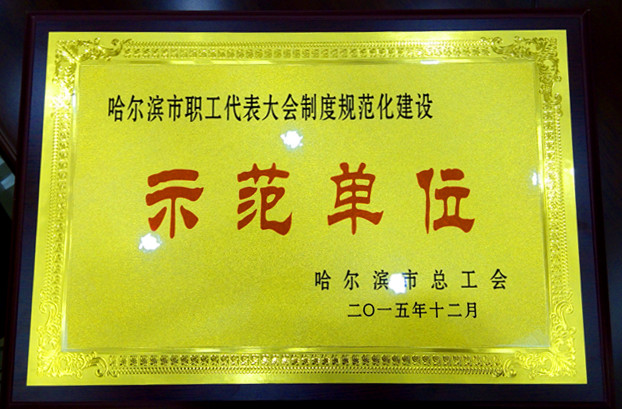 哈尔滨市职工代表大会制度规范化建设
示范单位
哈尔滨市总工会
二〇一五年十二月